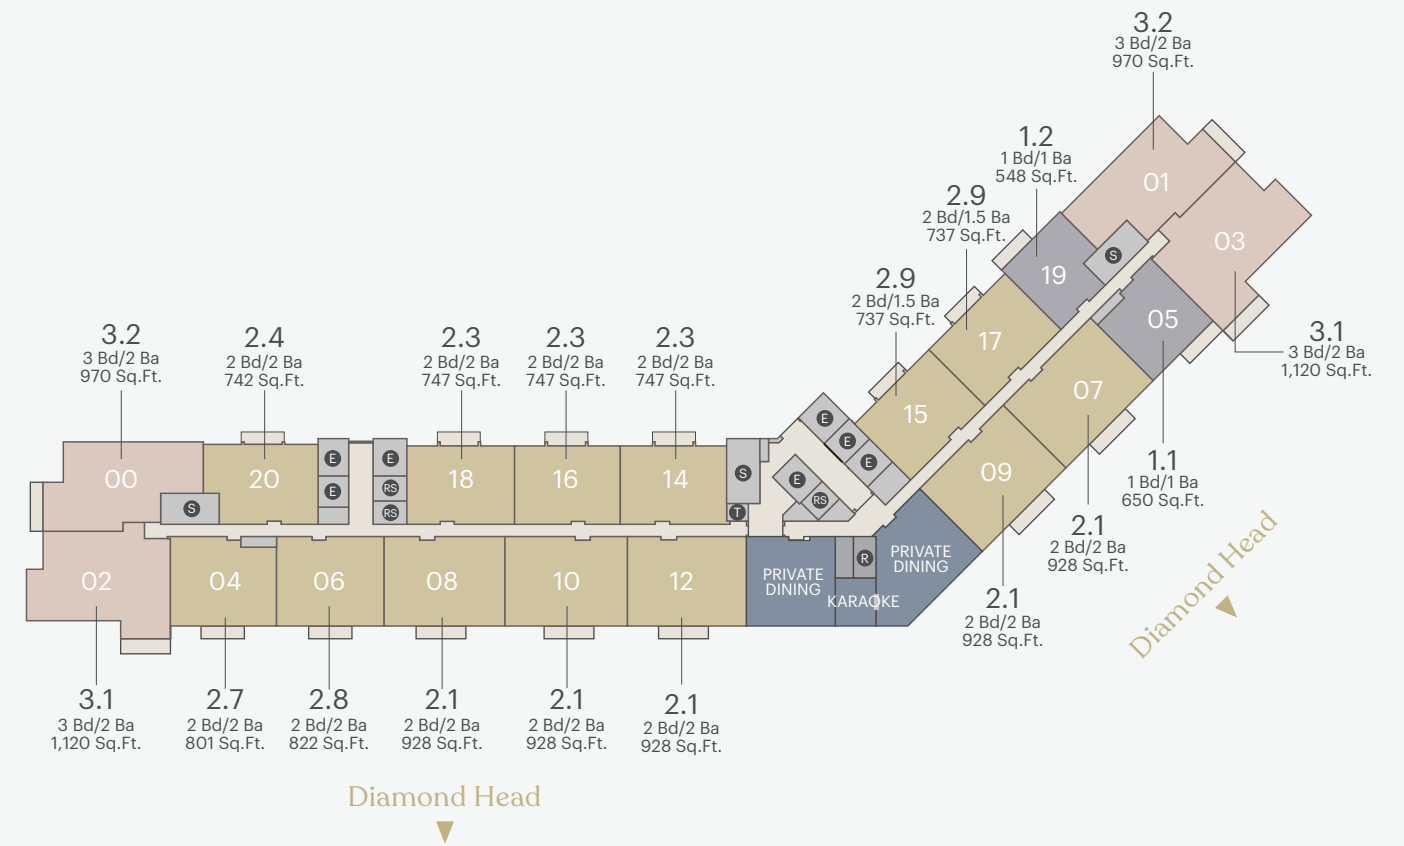 3.2
3 Bd/2 Ba
970 Sq.Ft.
1.2
1 Bd/1 Ba
548 Sq.Ft.
2.9
2 Bd/1.5 Ba
737 Sq.Ft.
2.9
2 Bd/1.5 Ba
737 Sq.Ft.
01
03
19
S
05
17
07
15
09
3.1
3 Bd/2 Ba
1,120 Sq.Ft.
1.1
1 Bd/1 Ba
650 Sq.Ft.
2.1
2 Bd/2 Ba
928 Sq.Ft.
2.1
2 Bd/2 Ba
928 Sq.Ft.
Diamond Head
3.2
3 Bd/2 Ba
970 Sq.Ft.
2.4
2 Bd/2 Ba
742 Sq.Ft.
2.3
2 Bd/2 Ba
747 Sq.Ft.
2.3
2 Bd/2 Ba
747 Sq.Ft.
2.3
2 Bd/2 Ba
747 Sq.Ft.
00
S
20
E
E
E
RS
RS
18
16
14
S
T
E
E
E
E
RS
02
04
06
08
10
12
PRIVATE
DINING
R
KARAOKE
PRIVATE
DINING
3.1
3 Bd/2 Ba
1,120 Sq.Ft.
2.7
2 Bd/2 Ba
801 Sq.Ft.
2.8
2 Bd/2 Ba
822 Sq.Ft.
2.1
2 Bd/2 Ba
928 Sq.Ft.
2.1
2 Bd/2 Ba
928 Sq.Ft.
2.1
2 Bd/2 Ba
928 Sq.Ft.
Diamond Head